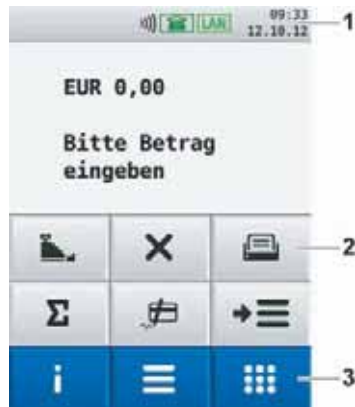 LAN 09:33 1
12.10.12
EUR 0,00
Bitte Betrag
eingeben
2
Σ
i 3